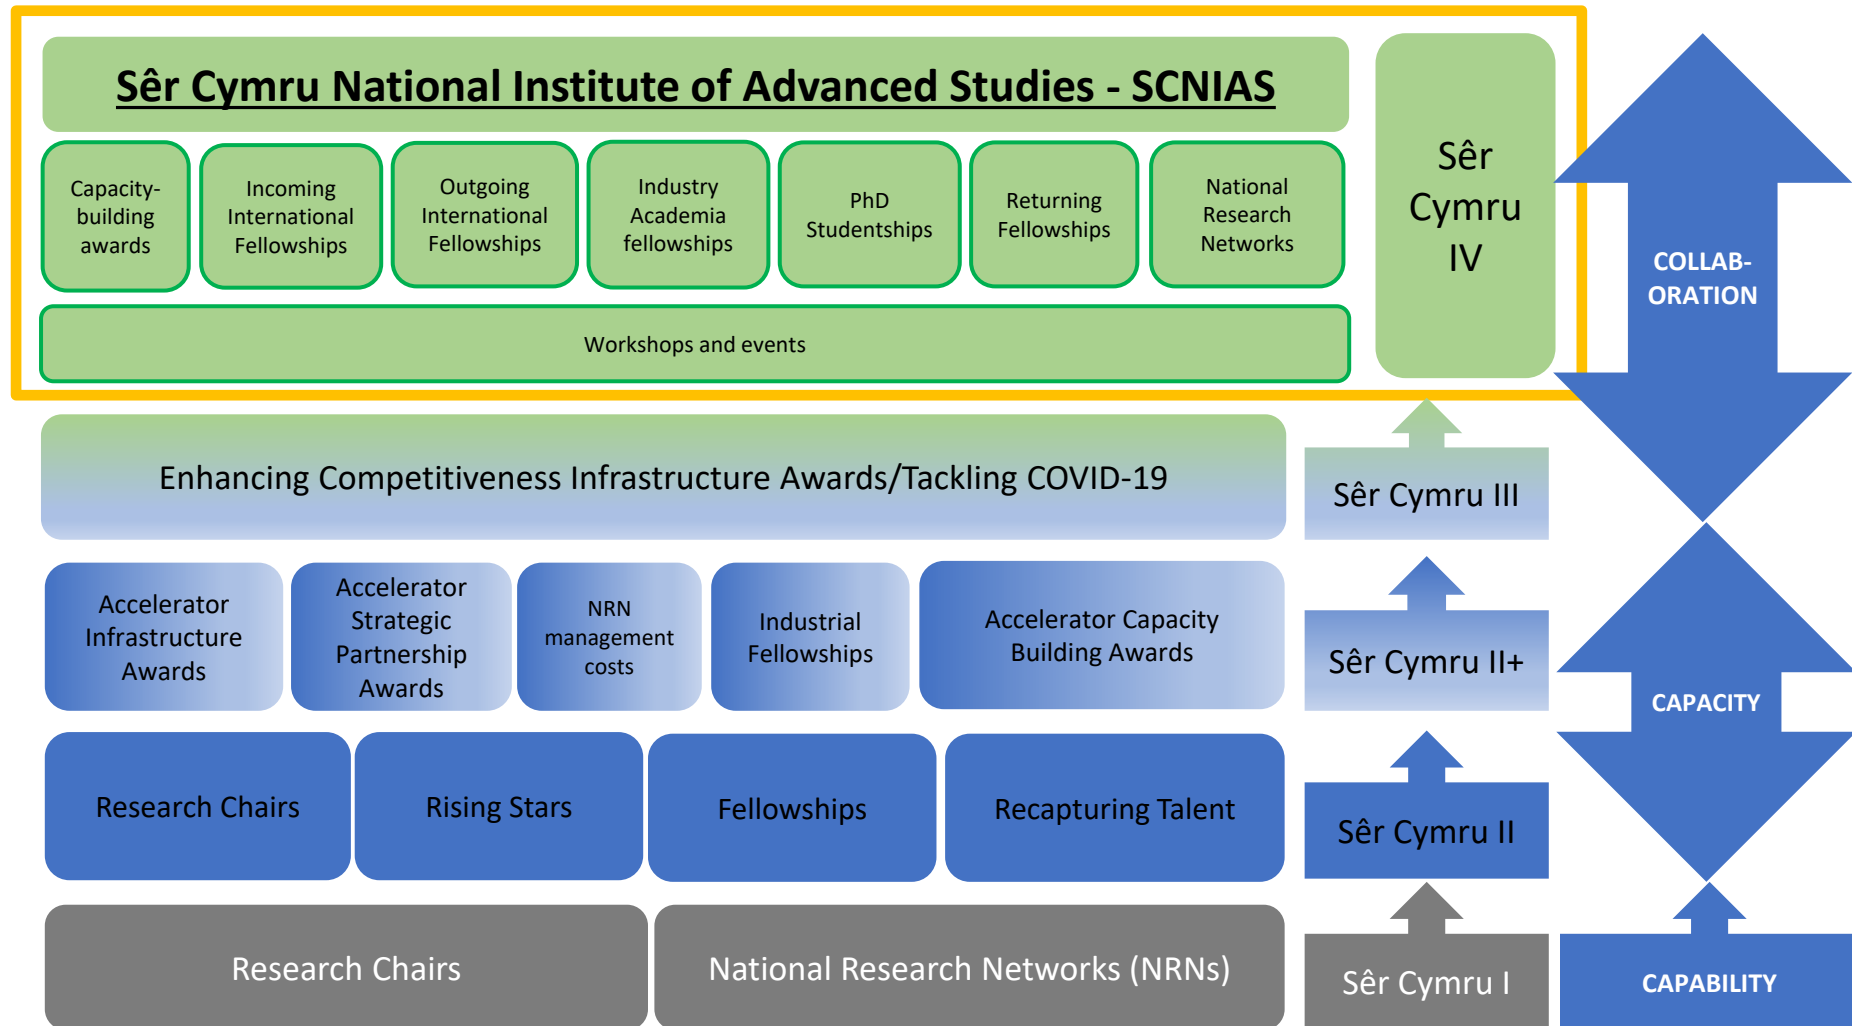 Sêr Cymru National Institute of Advanced Studies - SCNIAS
Capacity-
building
awards
Incoming
International
Fellowships
Outgoing
International
Fellowships
Industry
Academia
fellowships
PhD
Studentships
Returning
Fellowships
National
Research
Networks
Workshops and events
Sêr
Cymru
IV
COLLAB-
ORATION
Enhancing Competitiveness Infrastructure Awards/Tackling COVID-19
Sêr Cymru III
Accelerator
Infrastructure
Awards
Accelerator
Strategic
Partnership
Awards
NRN
management
costs
Industrial
Fellowships
Accelerator Capacity
Building Awards
Sêr Cymru II+
CAPACITY
Research Chairs
Rising Stars
Fellowships
Recapturing Talent
Sêr Cymru II
Research Chairs
National Research Networks (NRNs)
Sêr Cymru I
CAPABILITY